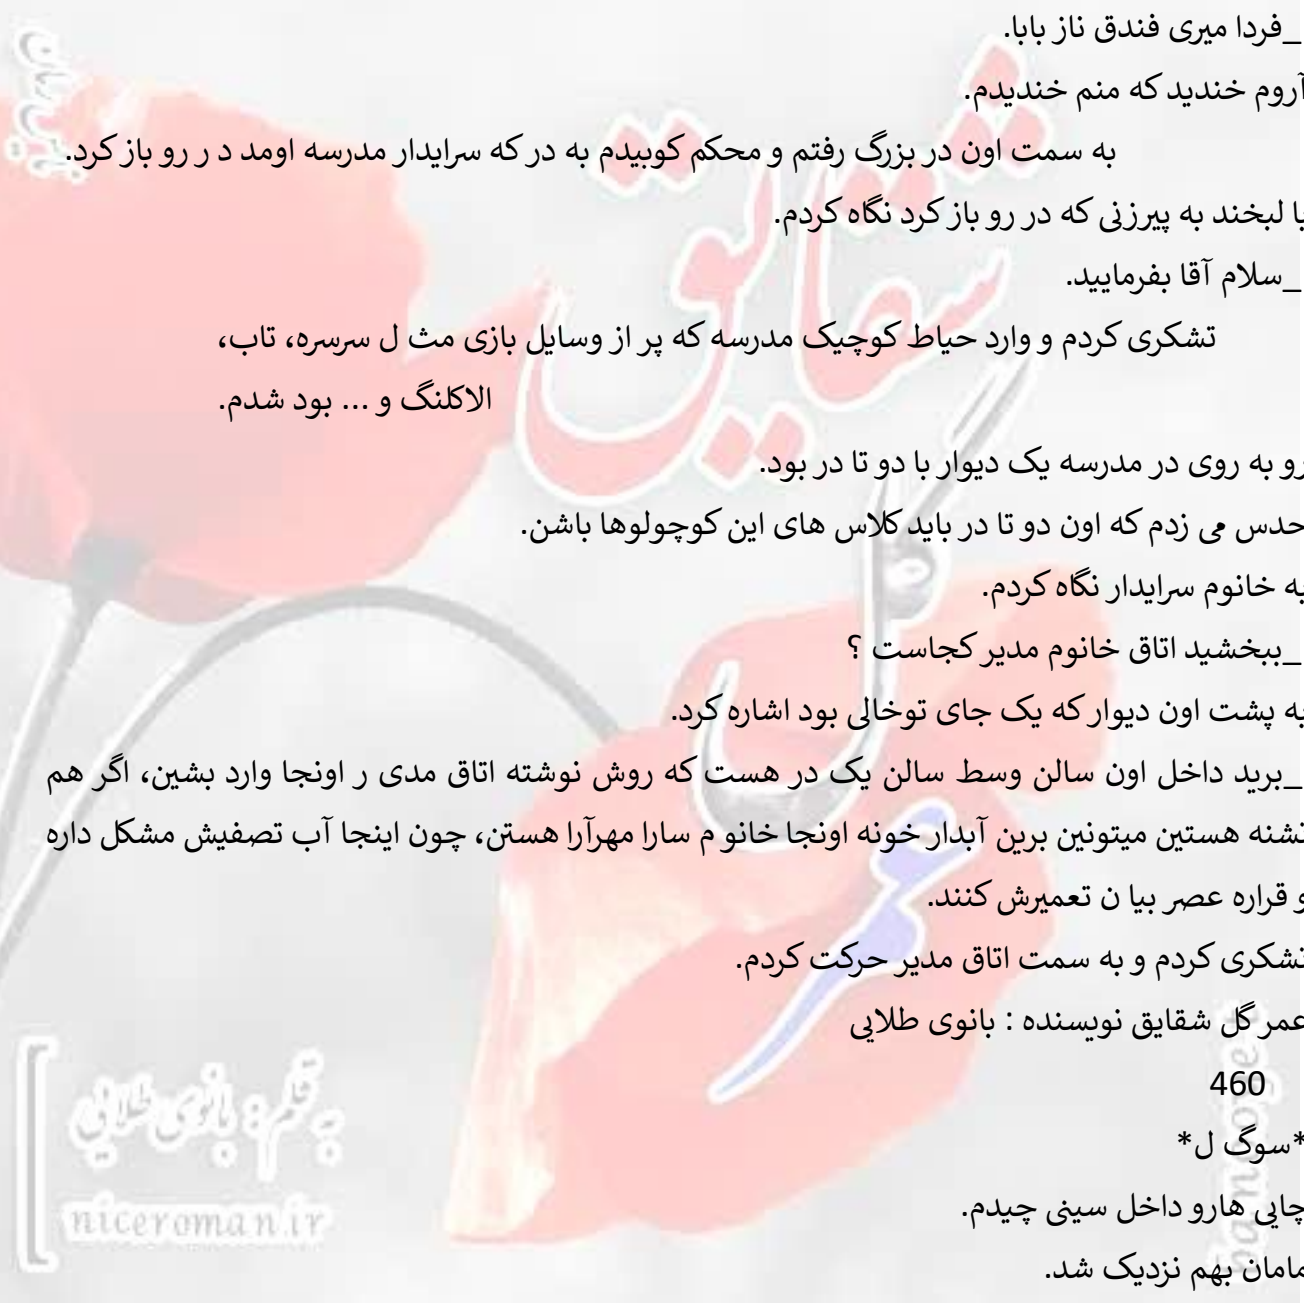 _فردا میری فندق ناز بابا.
آروم خندید که منم خندیدم.
به سمت اون در بزرگ رفتم و محکم کوبیدم به در که سرایدار مدرسه اومد د ر رو باز کرد.
با لبخند به پیرزنی که در رو باز کرد نگاه کردم.
_سلام آقا بفرمایید.
تشکری کردم و وارد حیاط کوچیک مدرسه که پر از وسایل بازی مث ل سرسره، تاب،
الاکلنگ و ... بود شدم.
رو به روی در مدرسه یک دیوار با دو تا در بود.
حدس می زدم که اون دو تا در باید کلاس های این کوچولوها باشن.
به خانوم سرایدار نگاه کردم.
_ببخشید اتاق خانوم مدیر کجاست ؟
به پشت اون دیوار که یک جای توخالی بود اشاره کرد.
_برید داخل اون سالن وسط سالن یک در هست که روش نوشته اتاق مدی ر اونجا وارد بشین، اگر هم
تشنه هستین میتونین برین آبدار خونه اونجا خانو م سارا مهرآرا هستن، چون اینجا آب تصفیش مشکل داره
و قراره عصر بیا ن تعمیرش کنند.
تشکری کردم و به سمت اتاق مدیر حرکت کردم.
عمر گل شقایق نویسنده : بانوی طلایی
460
*سوگ ل*
چایی هارو داخل سینی چیدم.
مامان بهم نزدیک شد.
شقایق
گل
عمر
به قلم: بانوی طلایی
niceroman.ir